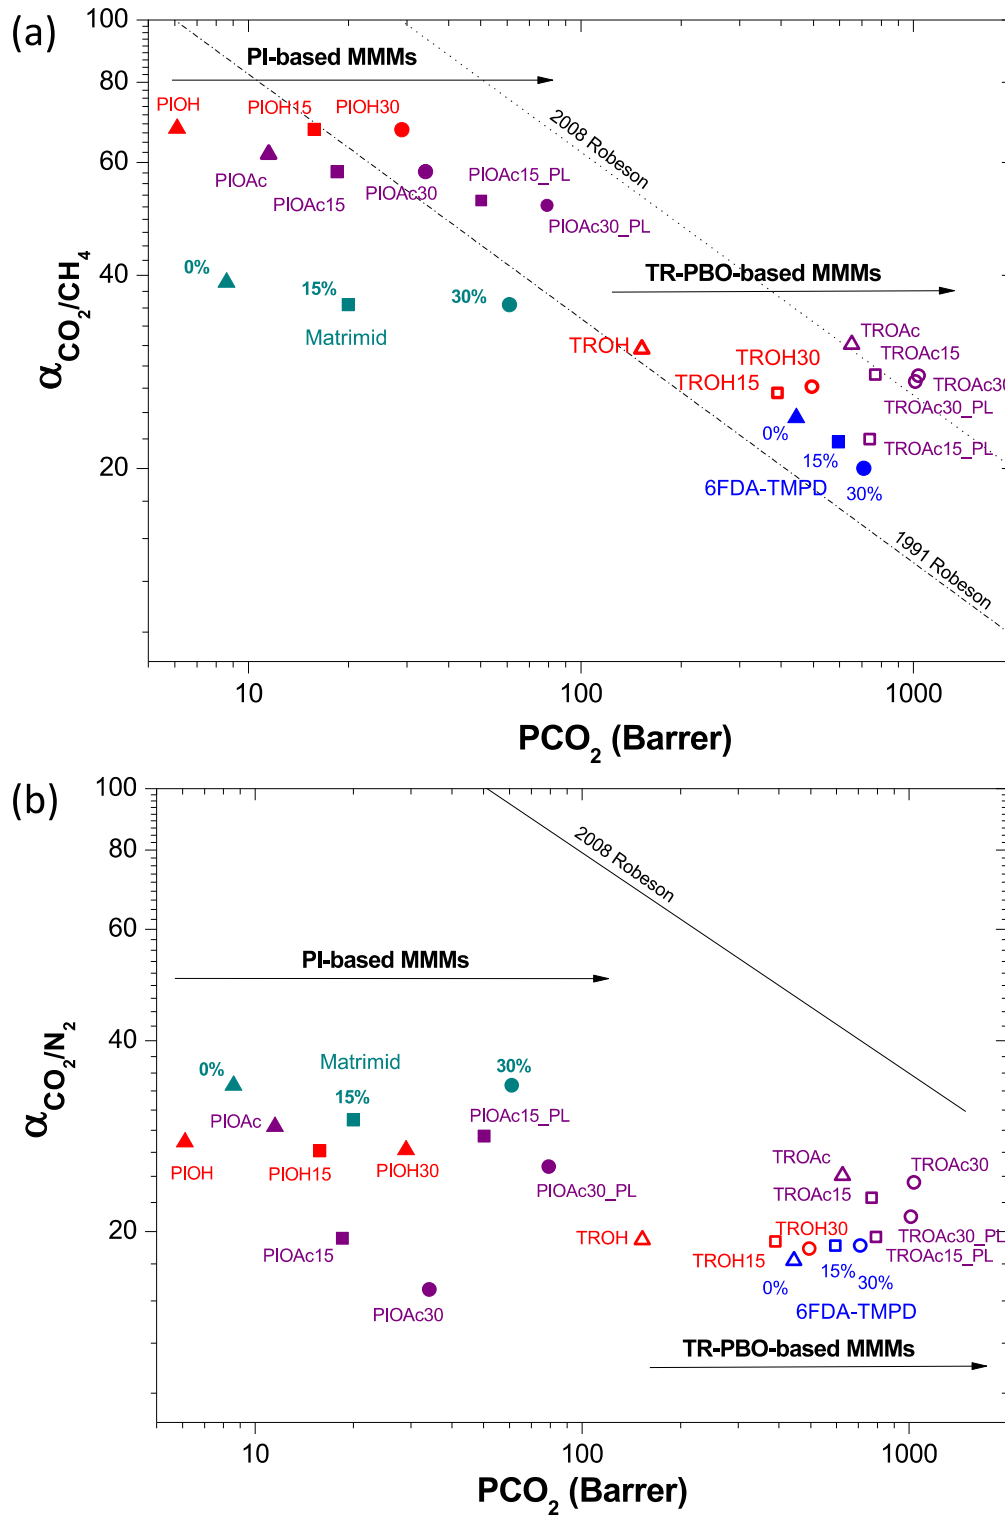 (a)
100
80
60
40
20
α CO₂/CH₄
PI-based MMMs
PIOH
PIOH15
PIOH30
2008 Robeson
PIOAc
PIOAc15
PIOAc30
PIOAc15_PL
PIOAc30_PL
0%
15%
30%
Matrimid
TR-PBO-based MMMs
TROH
TROH30
TROH15
TROAc
TROAc15
TROAc30
TROAc30_PL
TROAc15_PL
0%
15%
6FDA-TMPD
30%
1991 Robeson
10
100
1000
PCO₂ (Barrer)
(b)
100
80
60
40
20
α CO₂/N₂
2008 Robeson
PI-based MMMs
0%
Matrimid
15%
30%
PIOAc
PIOAc15_PL
PIOH
PIOH15
PIOH30
PIOAc30_PL
PIOAc15
PIOAc30
TROH
TROAc
TROAc30
TROAc15
TROH30
TROH15
TROAc30_PL
TROAc15_PL
0%
15%
30%
6FDA-TMPD
TR-PBO-based MMMs
10
100
1000
PCO₂ (Barrer)